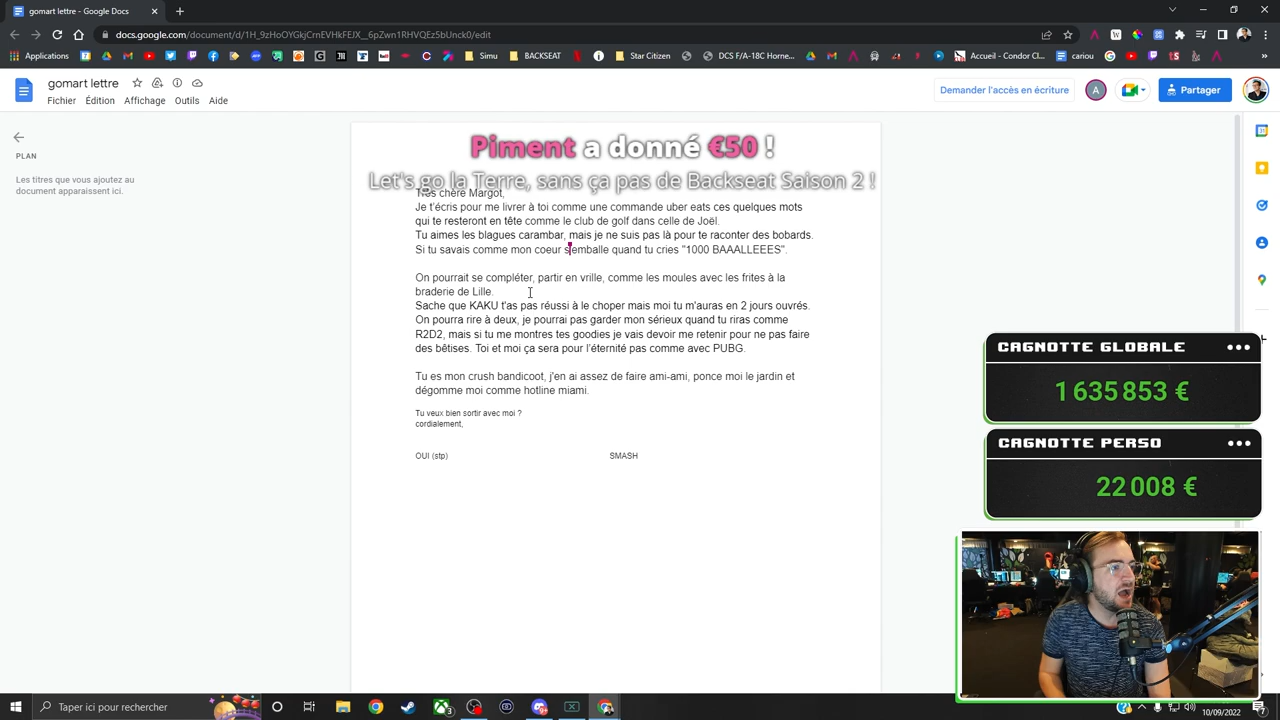 gomart lettre - Google Docs
docs.google.com/document/d/1H_9zHoOYGkjCrnEVHkFEJX__6pZwn1RHVQEz5bUnck0/edit
Applications
Simu
BACKSEAT
Star Citizen
DCS F/A-18C Horne...
Accueil - Condor Cl...
cariou
gomart lettre
Fichier Édition Affichage Outils Aide
Demander l'accès en écriture
A
Partager
PLAN
Les titres que vous ajoutez au
document apparaissent ici.
Piment a donné €50 !
Let's go la Terre, sans ça pas de Backseat Saison 2 !
Très chère Margot,
Je t'écris pour me livrer à toi comme une commande uber eats ces quelques mots
qui te resteront en tête comme le club de golf dans celle de Joël.
Tu aimes les blagues carambar, mais je ne suis pas là pour te raconter des bobards.
Si tu savais comme mon coeur s'emballe quand tu cries "1000 BAAALLEEES".
On pourrait se compléter, partir en vrille, comme les moules avec les frites à la
braderie de Lille.
Sache que KAKU t'as pas réussi à le choper mais moi tu m'auras en 2 jours ouvrés.
On pourra rire à deux, je pourrai pas garder mon sérieux quand tu riras comme
R2D2, mais si tu me montres tes goodies je vais devoir me retenir pour ne pas faire
des bêtises. Toi et moi ça sera pour l'éternité pas comme avec PUBG.
Tu es mon crush bandicoot, j'en ai assez de faire ami-ami, ponce moi le jardin et
dégomme moi comme hotline miami.
Tu veux bien sortir avec moi ?
cordialement,
OUI (stp) SMASH
CAGNOTTE GLOBALE
1 635 853 €
CAGNOTTE PERSO
22 008 €
Taper ici pour rechercher
10/09/2022